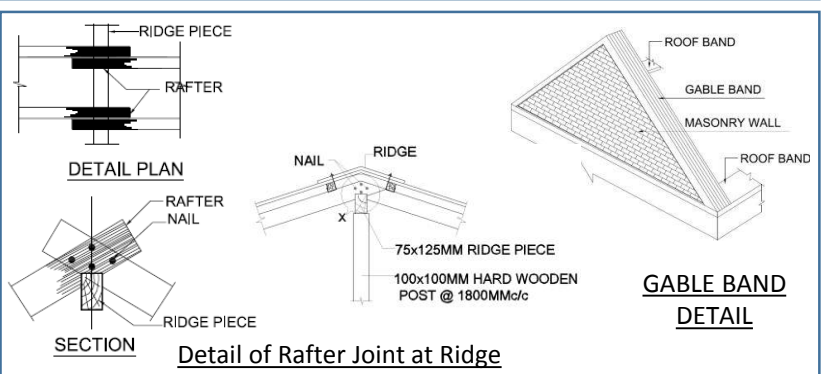 RIDGE PIECE
RAFTER
DETAIL PLAN
RAFTER
NAIL
RIDGE PIECE
SECTION
NAIL
RIDGE
X
75x125MM RIDGE PIECE
100x100MM HARD WOODEN
POST @ 1800MMc/c
Detail of Rafter Joint at Ridge
ROOF BAND
GABLE BAND
MASONRY WALL
ROOF BAND
GABLE BAND
DETAIL